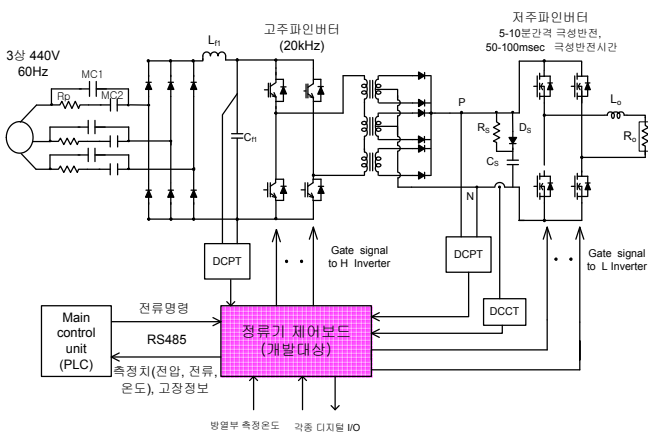 3상 440V
60Hz
MC1
Rp
MC2
Lf1
Cf1
고주파인버터
(20kHz)
저주파인버터
5-10분간격 극성반전,
50-100msec 극성반전시간
P
N
RS
DS
CS
Lo
Ro
DCPT
Gate signal
to H Inverter
DCPT
DCCT
Gate signal
to L Inverter
Main
control
unit
(PLC)
전류명령
RS485
측정치(전압, 전류,
온도), 고장정보
정류기 제어보드
(개발대상)
방열부 측정온도
각종 디지털 I/O